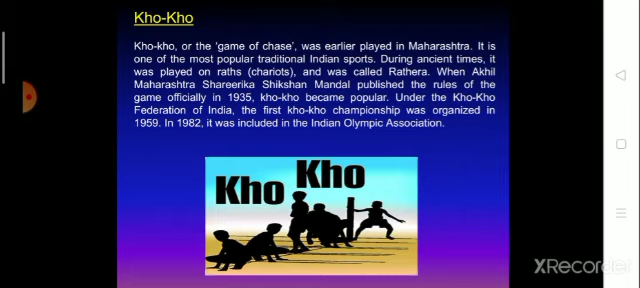 Kho-Kho
Kho-kho, or the 'game of chase', was earlier played in Maharashtra. It is
one of the most popular traditional Indian sports. During ancient times, it
was played on raths (chariots), and was called Rathera. When Akhil
Maharashtra Shareerika Shikshan Mandal published the rules of the
game officially in 1935, kho-kho became popular. Under the Kho-Kho
Federation of India, the first kho-kho championship was organized in
1959. In 1982, it was included in the Indian Olympic Association.
Kho Kho
XRecorder